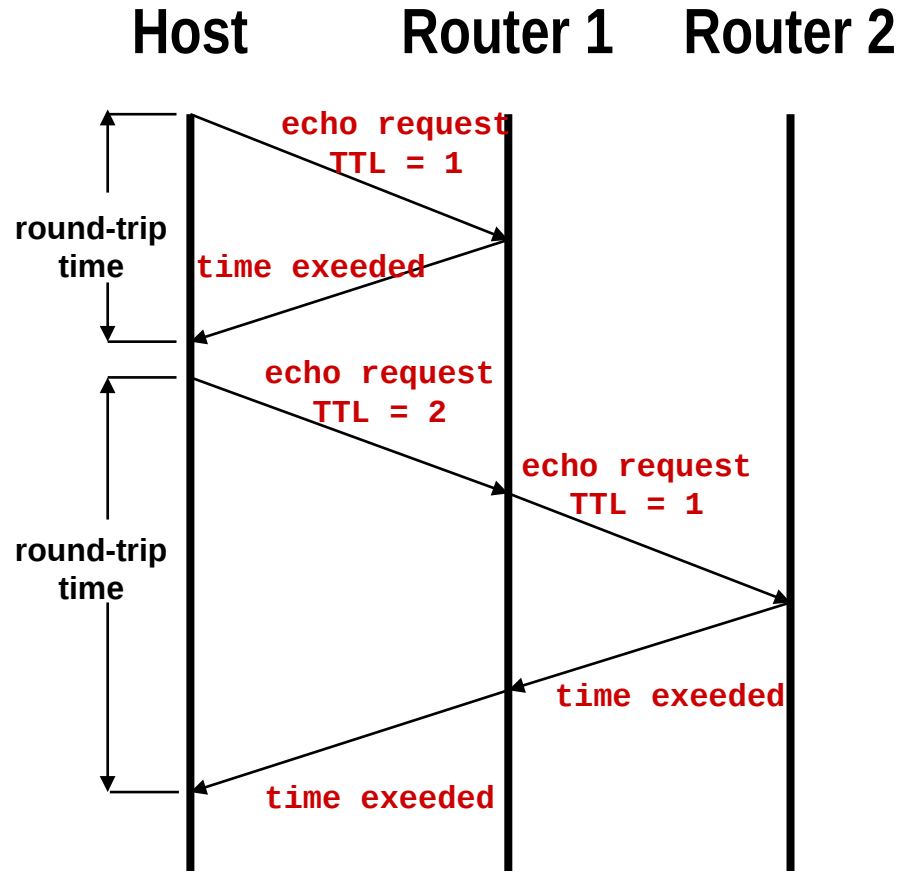 Host
Router 1
Router 2
echo request
TTL = 1
round-trip
time
time exeeded
echo request
TTL = 2
echo request
TTL = 1
round-trip
time
time exeeded
time exeeded